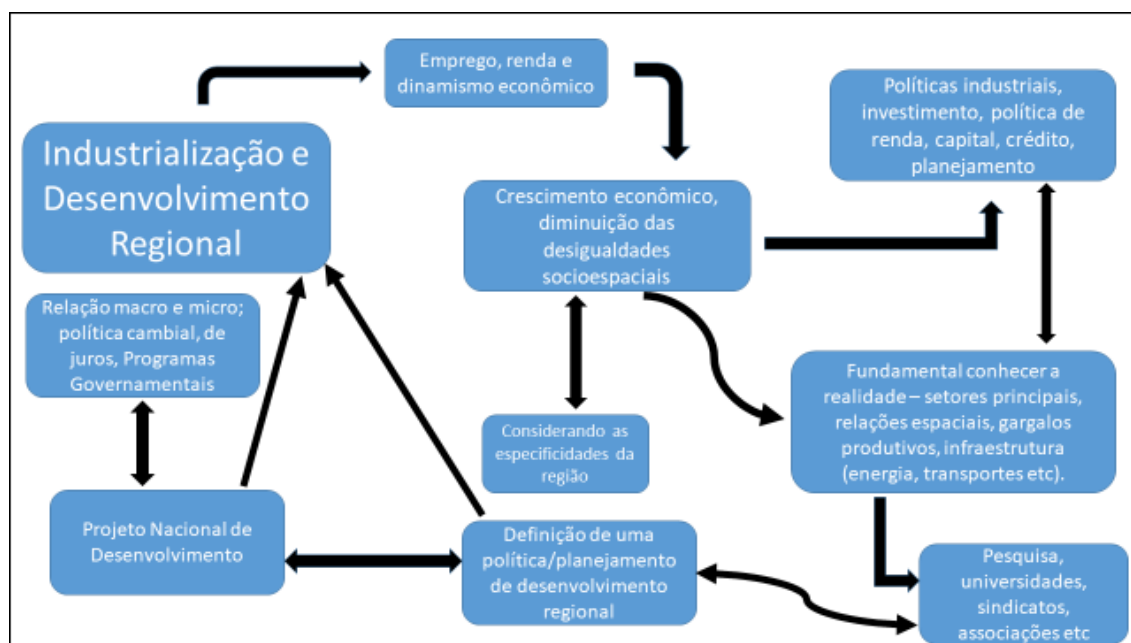 Emprego, renda e
dinamismo econômico
Políticas industriais,
investimento, política de
renda, capital, crédito,
planejamento
Industrialização e
Desenvolvimento
Regional
Crescimento econômico,
diminuição das
desigualdades
socioespaciais
Relação macro e micro;
política cambial, de
juros, Programas
Governamentais
Fundamental conhecer a
realidade – setores principais,
relações espaciais, gargalos
produtivos, infraestrutura
(energia, transportes etc).
Considerando as
especificidades da
região
Projeto Nacional de
Desenvolvimento
Definição de uma
política/planejamento
de desenvolvimento
regional
Pesquisa,
universidades,
sindicatos,
associações etc